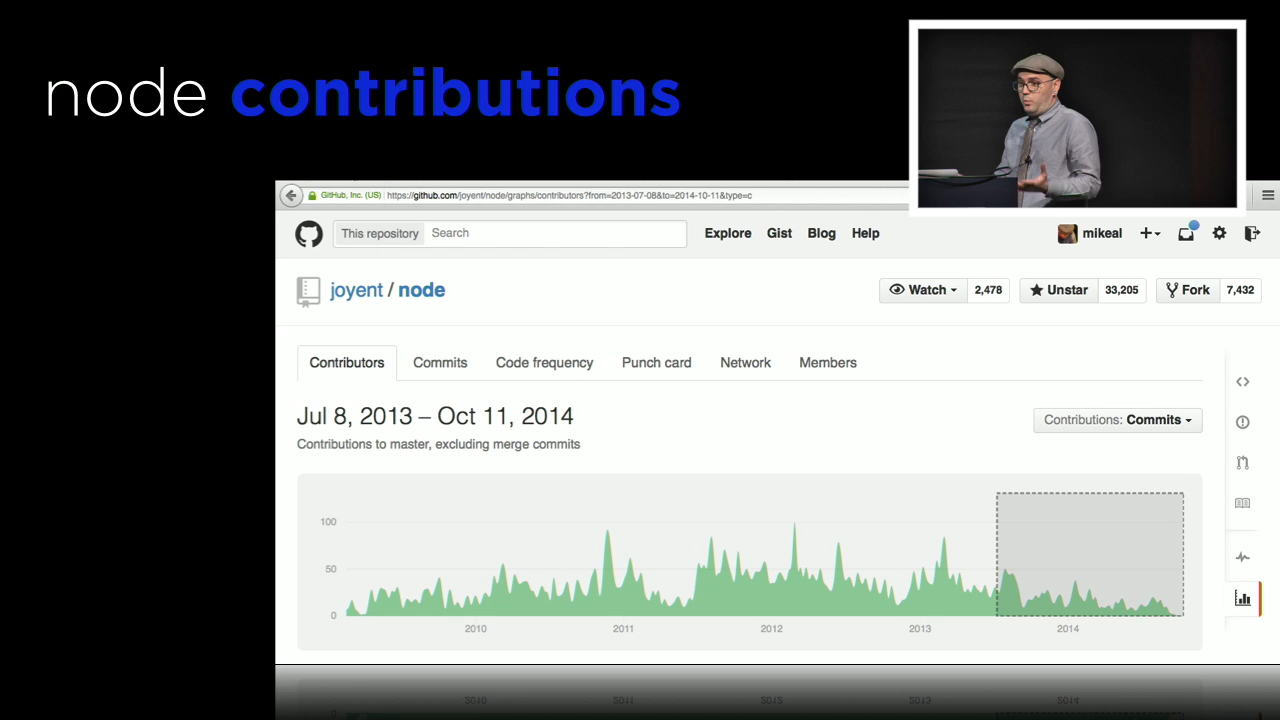 node contributions
GitHub, Inc. (US) https://github.com/joyent/node/graphs/contributors?from=2013-07-08&to=2014-10-11&type=c
This repository Search Explore Gist Blog Help mikeal
joyent / node Watch 2,478 Unstar 33,205 Fork 7,432
Contributors Commits Code frequency Punch card Network Members
Jul 8, 2013 – Oct 11, 2014
Contributions: Commits
Contributions to master, excluding merge commits
100
50
0
2010 2011 2012 2013 2014